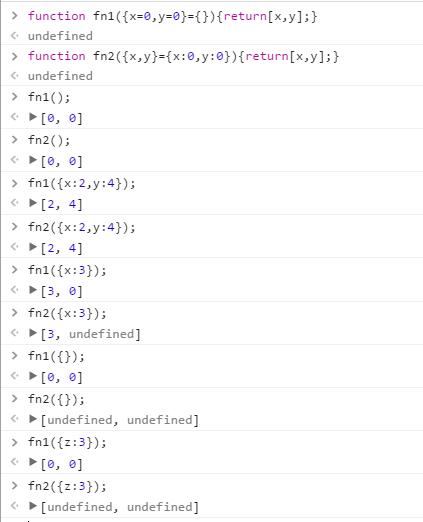 > function fn1({x=0,y=0}={}){return[x,y];}
undefined
> function fn2({x,y}={x:0,y:0}){return[x,y];}
undefined
> fn1();
▶[0, 0]
> fn2();
▶[0, 0]
> fn1({x:2,y:4});
▶[2, 4]
> fn2({x:2,y:4});
▶[2, 4]
> fn1({x:3});
▶[3, 0]
> fn2({x:3});
▶[3, undefined]
> fn1({});
▶[0, 0]
> fn2({});
▶[undefined, undefined]
> fn1({z:3});
▶[0, 0]
> fn2({z:3});
▶[undefined, undefined]